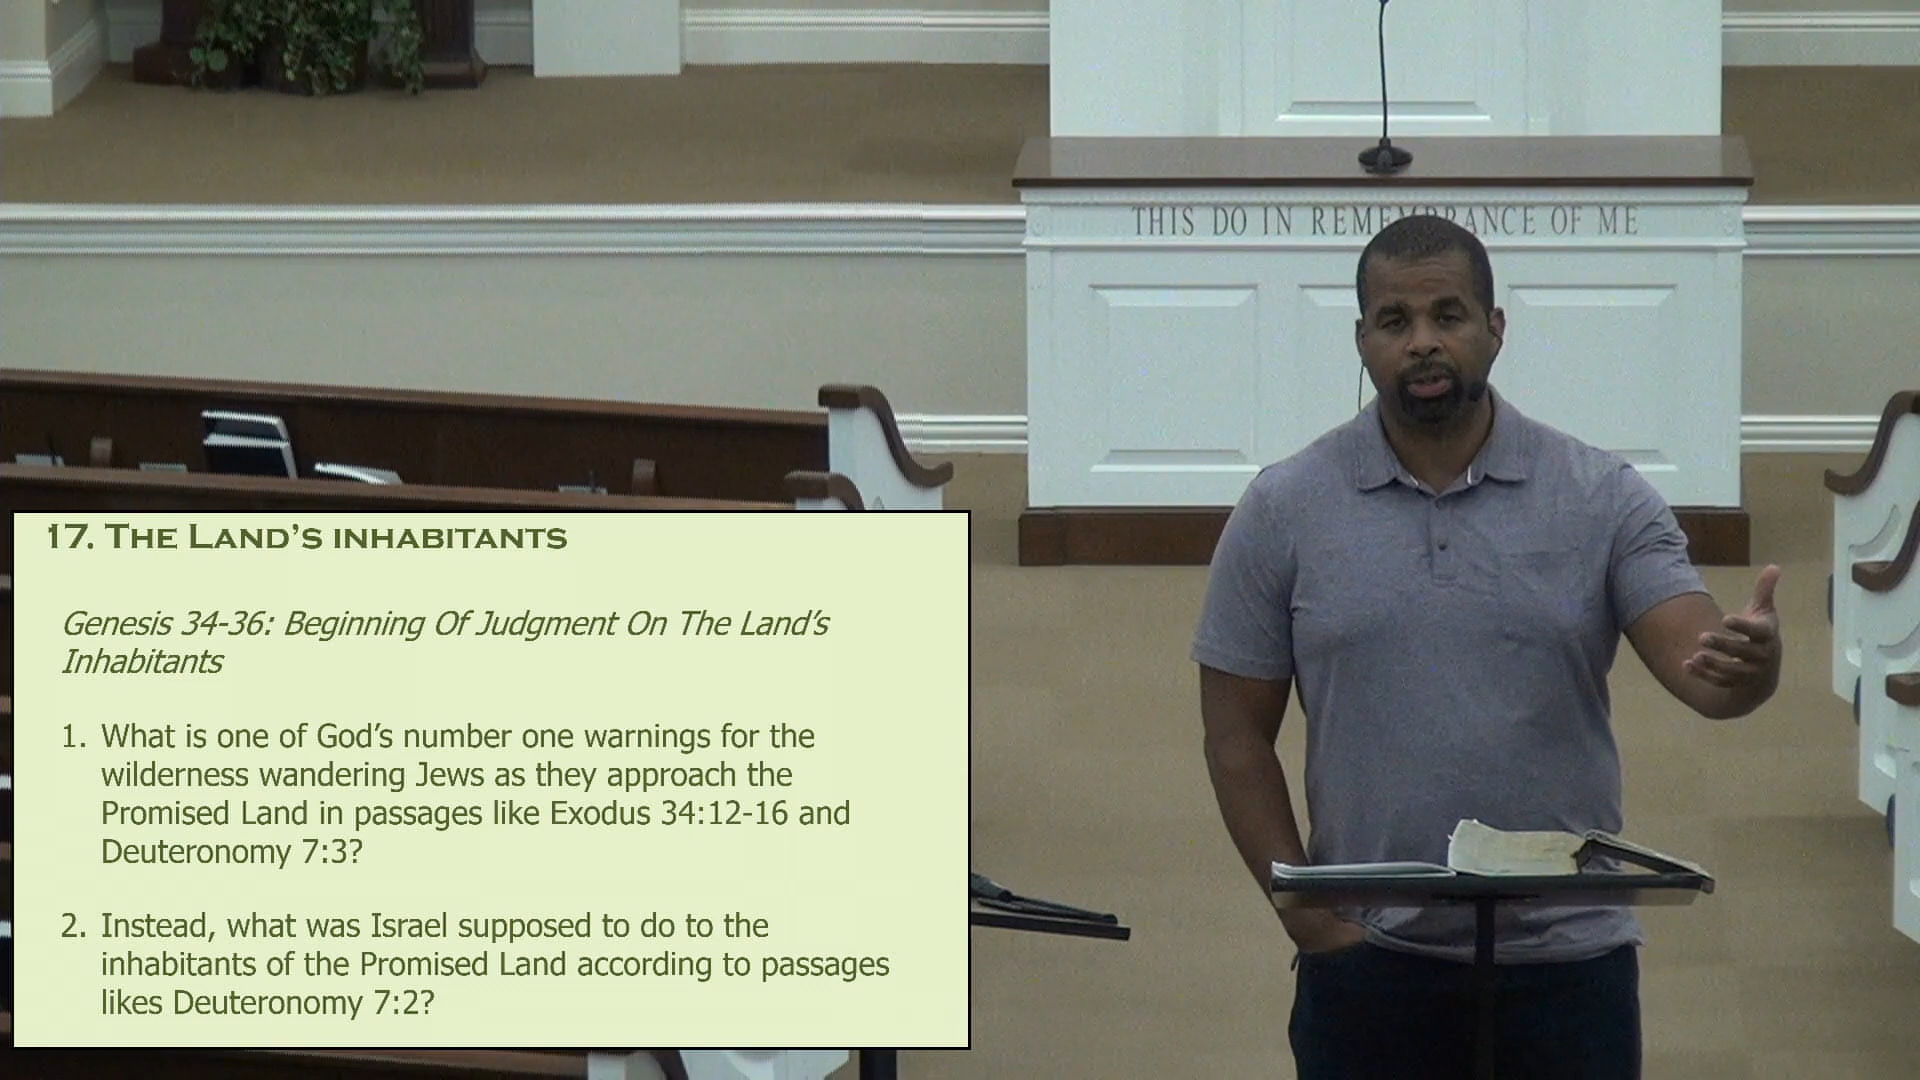 THIS DO IN REMEMBRANCE OF ME
17. THE LAND'S INHABITANTS
Genesis 34-36: Beginning Of Judgment On The Land's
Inhabitants
1. What is one of God's number one warnings for the
wilderness wandering Jews as they approach the
Promised Land in passages like Exodus 34:12-16 and
Deuteronomy 7:3?
2. Instead, what was Israel supposed to do to the
inhabitants of the Promised Land according to passages
likes Deuteronomy 7:2?